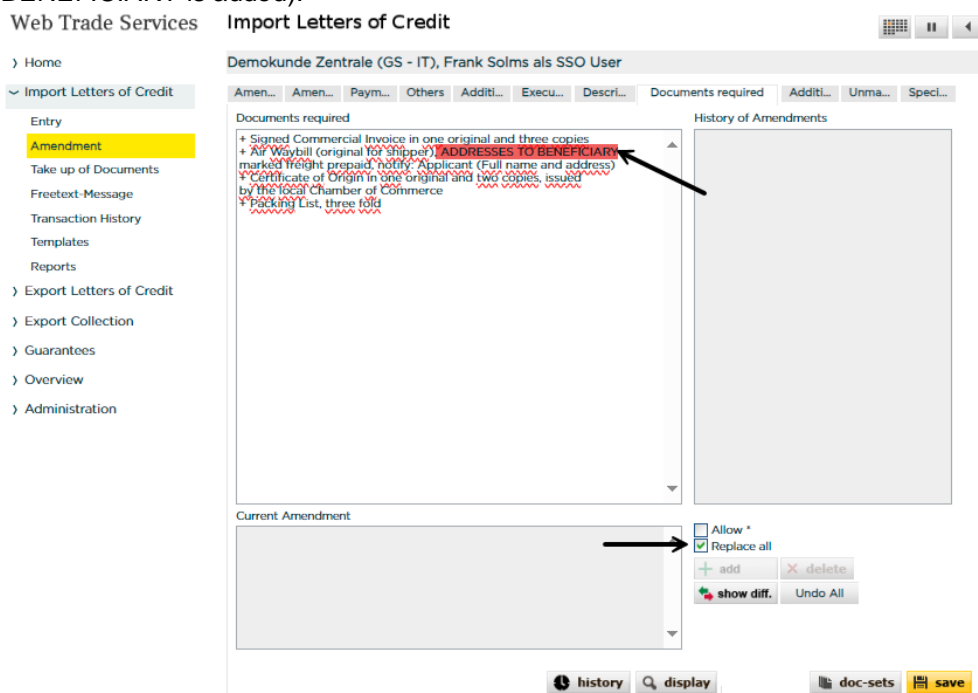 BENEFICIARY is added).
Web Trade Services
Import Letters of Credit
Home
Demokunde Zentrale (GS - IT), Frank Solms als SSO User
Import Letters of Credit
Entry
Amendment
Take up of Documents
Freetext-Message
Transaction History
Templates
Reports
Export Letters of Credit
Export Collection
Guarantees
Overview
Administration
Amen... Amen... Paym... Others Additi... Execu... Descri... Documents required Additi... Unma... Speci...
Documents required
+ Signed Commercial Invoice in one original and three copies
+ Air Waybill (original for shipper), ADDRESSES TO BENEFICIARY
marked freight prepaid, notify: Applicant (Full name and address)
+ Certificate of Origin in one original and two copies, issued
by the local Chamber of Commerce
+ Packing List, three fold
History of Amendments
Current Amendment
Allow *
Replace all
+ add X delete
show diff. Undo All
history display doc-sets save